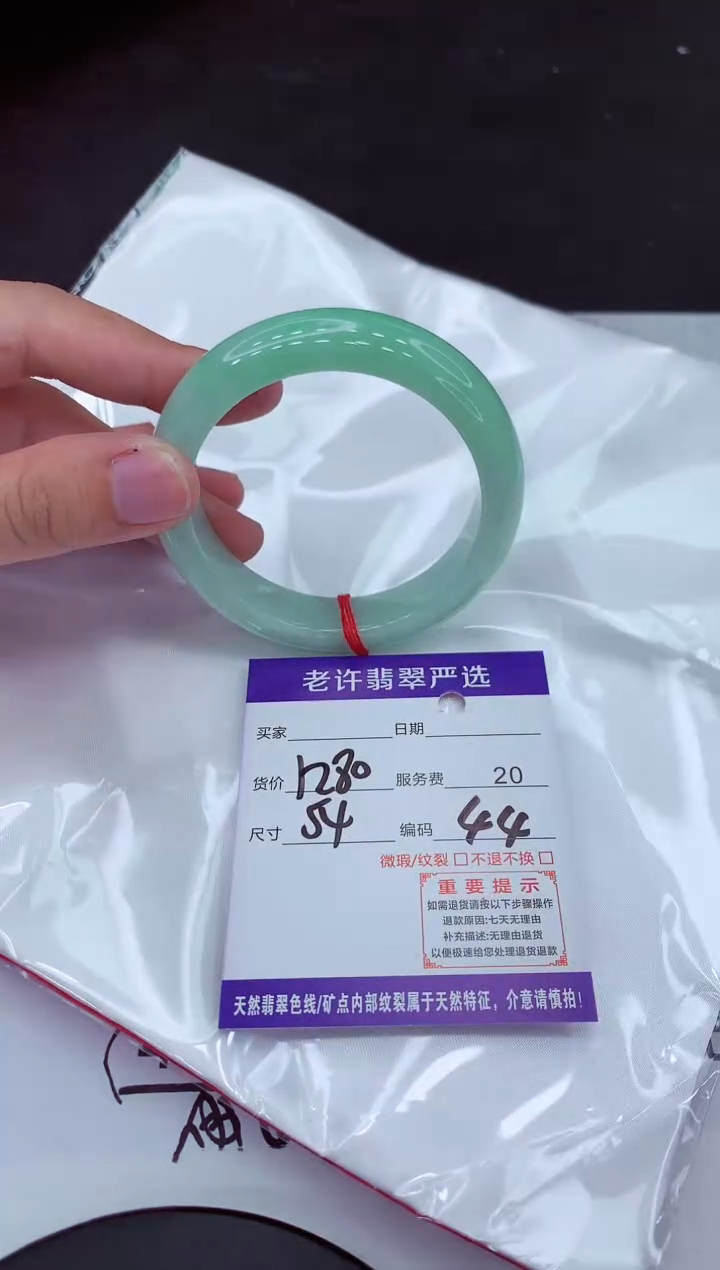 老许翡翠严选
买家 日期
货价 1280 服务费 20
尺寸 54 编码 44
微瑕/纹裂 □ 不退不换 □
重要提示
如需退货请按以下步骤操作
退款原因:七天无理由
补充描述:无理由退货
以便极速给您处理退货退款
天然翡翠色线/矿点内部纹裂属于天然特征，介意请慎拍！